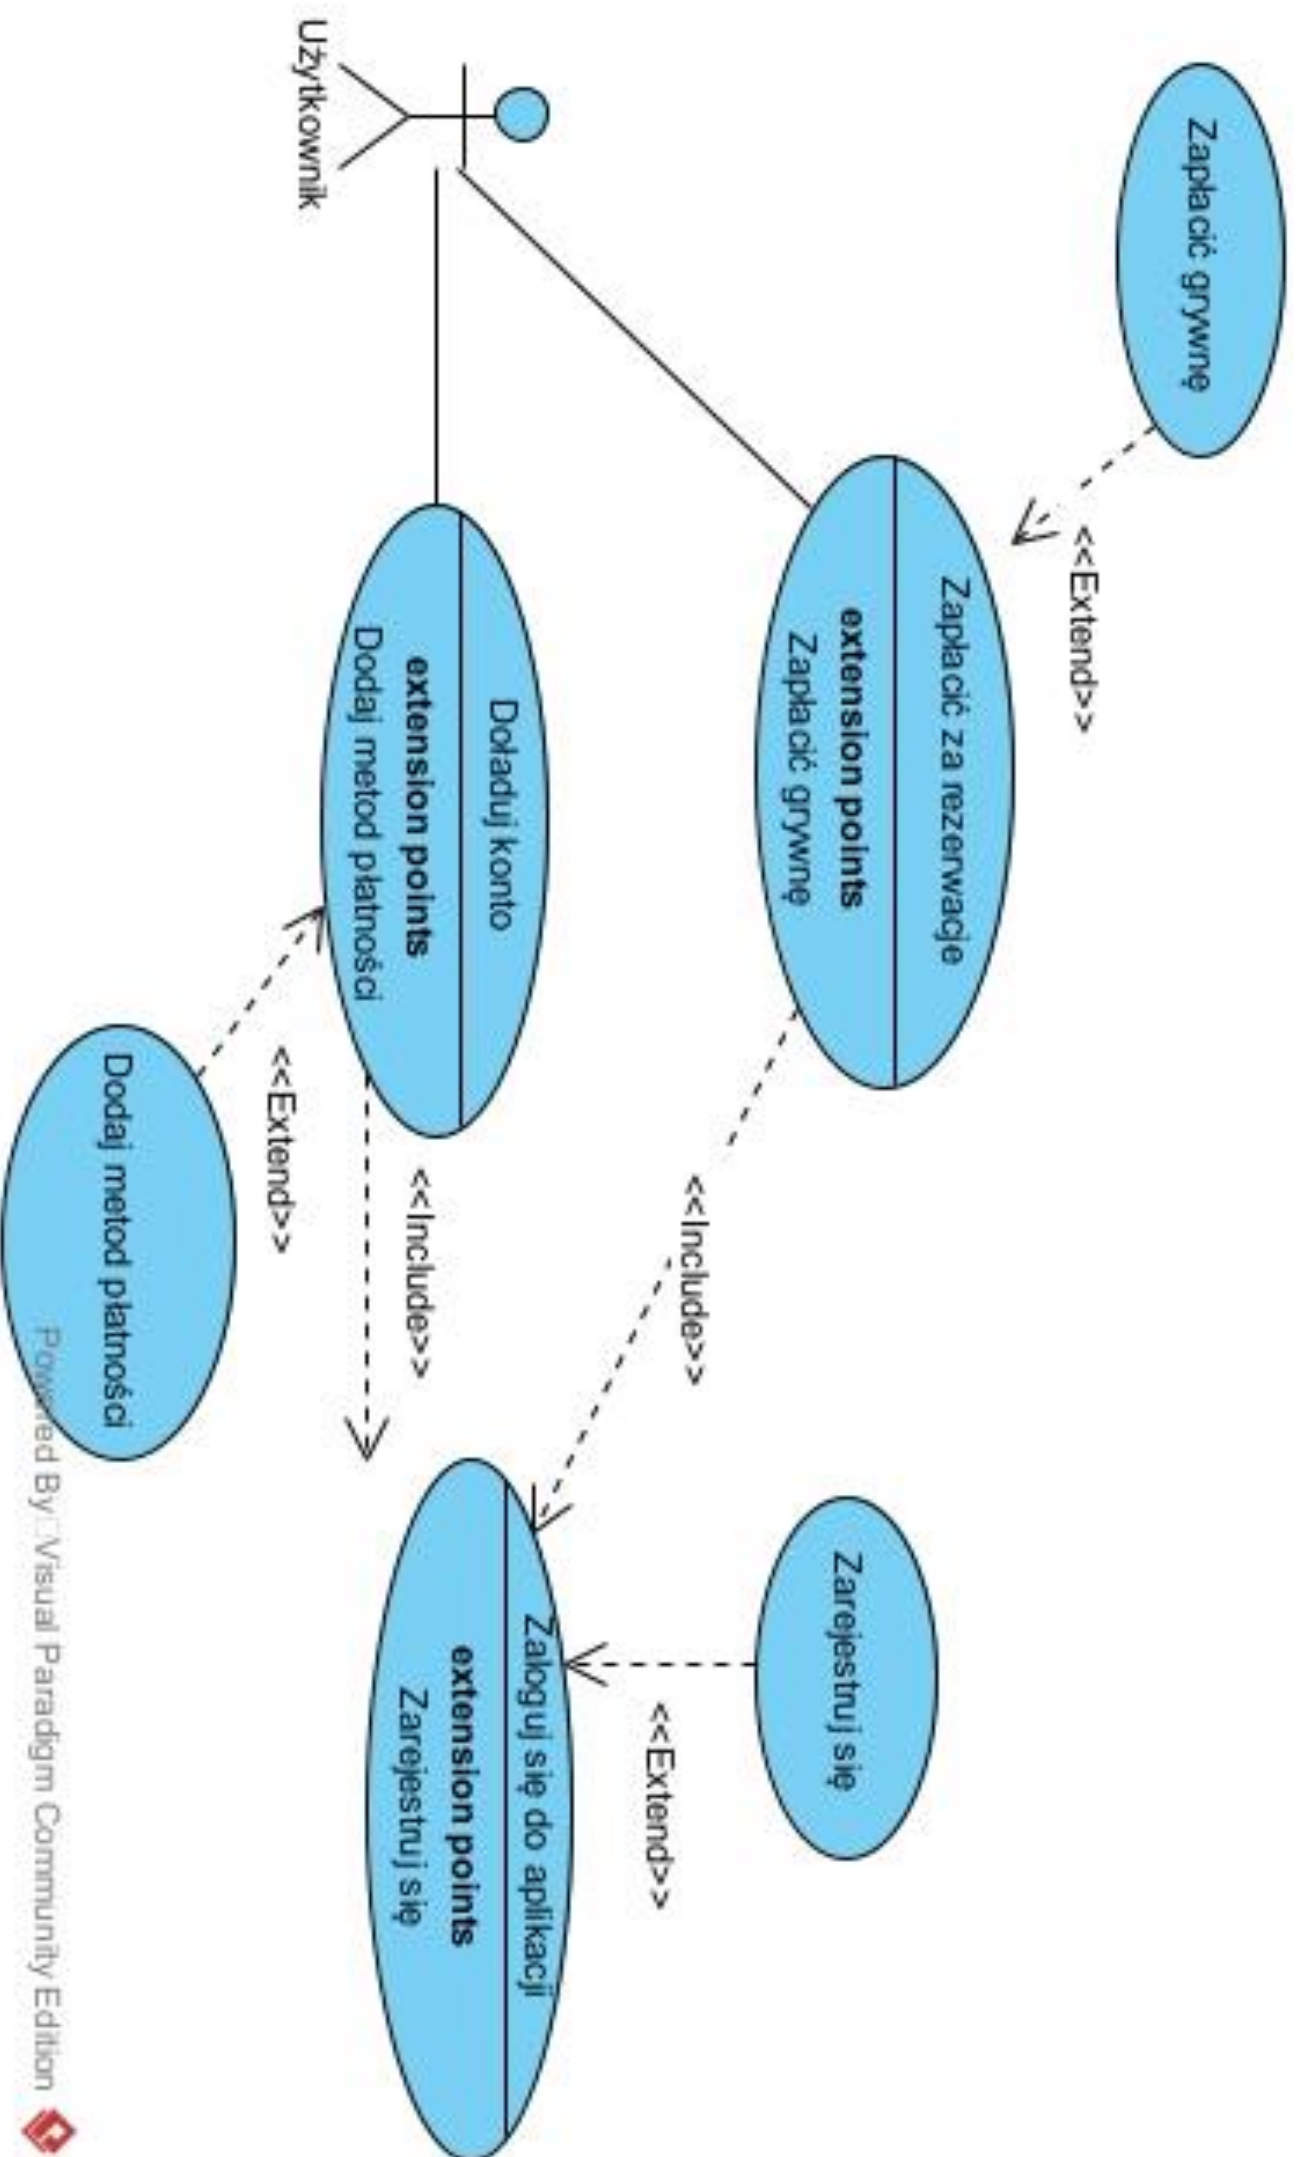 Zapłacić grywnę
<<Extend>>
Zapłacić za rezerwacje
extension points
Zapłacić grywnę
Zarejestruj się
<<Include>>
<<Extend>>
Użytkownik
Doładuj konto
extension points
Dodaj metod płatności
<<Include>>
Zaloguj się do aplikacji
extension points
Zarejestruj się
<<Extend>>
Dodaj metod płatności
Powered By Visual Paradigm Community Edition